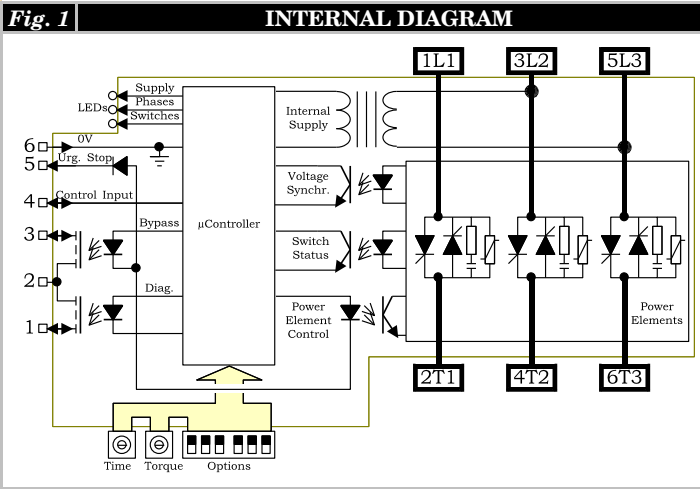 Fig. 1
INTERNAL DIAGRAM
1L1
3L2
5L3
LEDs
Supply
Phases
Switches
6
0V
5
Urg. Stop
4
Control Input
3
Bypass
2
Diag.
1
µController
Internal
Supply
Voltage
Synchr.
Switch
Status
Power
Element
Control
Power
Elements
2T1
4T2
6T3
Time
Torque
Options